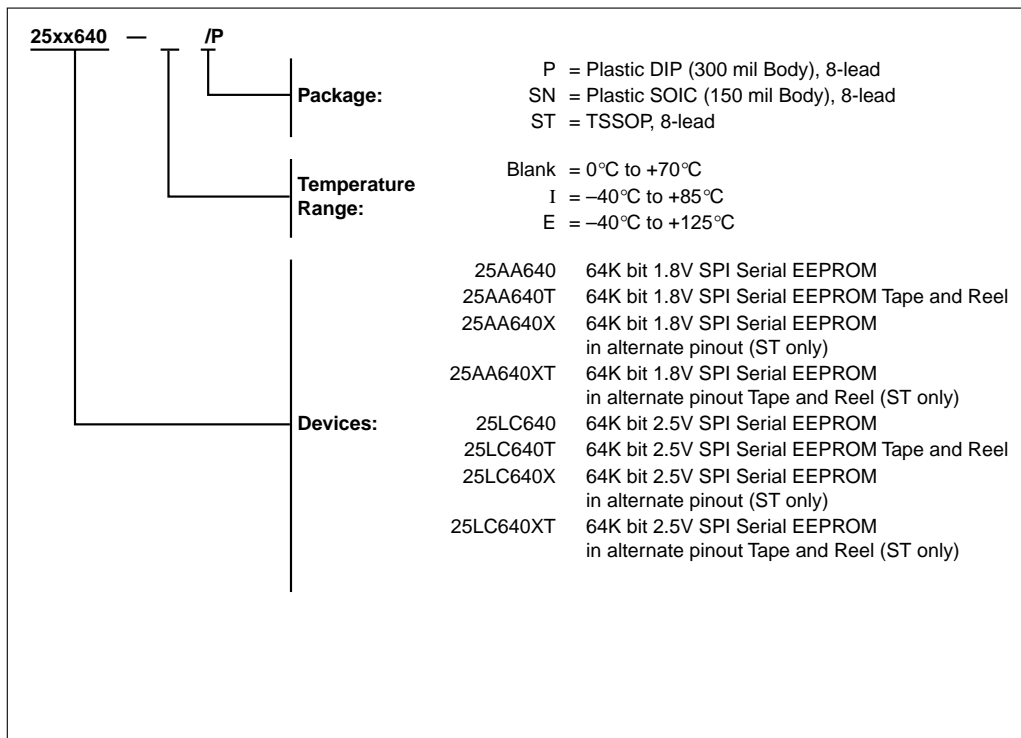 25xx640 — _ /P
Package: P = Plastic DIP (300 mil Body), 8-lead
SN = Plastic SOIC (150 mil Body), 8-lead
ST = TSSOP, 8-lead
Temperature Range: Blank = 0°C to +70°C
I = –40°C to +85°C
E = –40°C to +125°C
Devices: 25AA640 64K bit 1.8V SPI Serial EEPROM
25AA640T 64K bit 1.8V SPI Serial EEPROM Tape and Reel
25AA640X 64K bit 1.8V SPI Serial EEPROM
in alternate pinout (ST only)
25AA640XT 64K bit 1.8V SPI Serial EEPROM
in alternate pinout Tape and Reel (ST only)
25LC640 64K bit 2.5V SPI Serial EEPROM
25LC640T 64K bit 2.5V SPI Serial EEPROM Tape and Reel
25LC640X 64K bit 2.5V SPI Serial EEPROM
in alternate pinout (ST only)
25LC640XT 64K bit 2.5V SPI Serial EEPROM
in alternate pinout Tape and Reel (ST only)